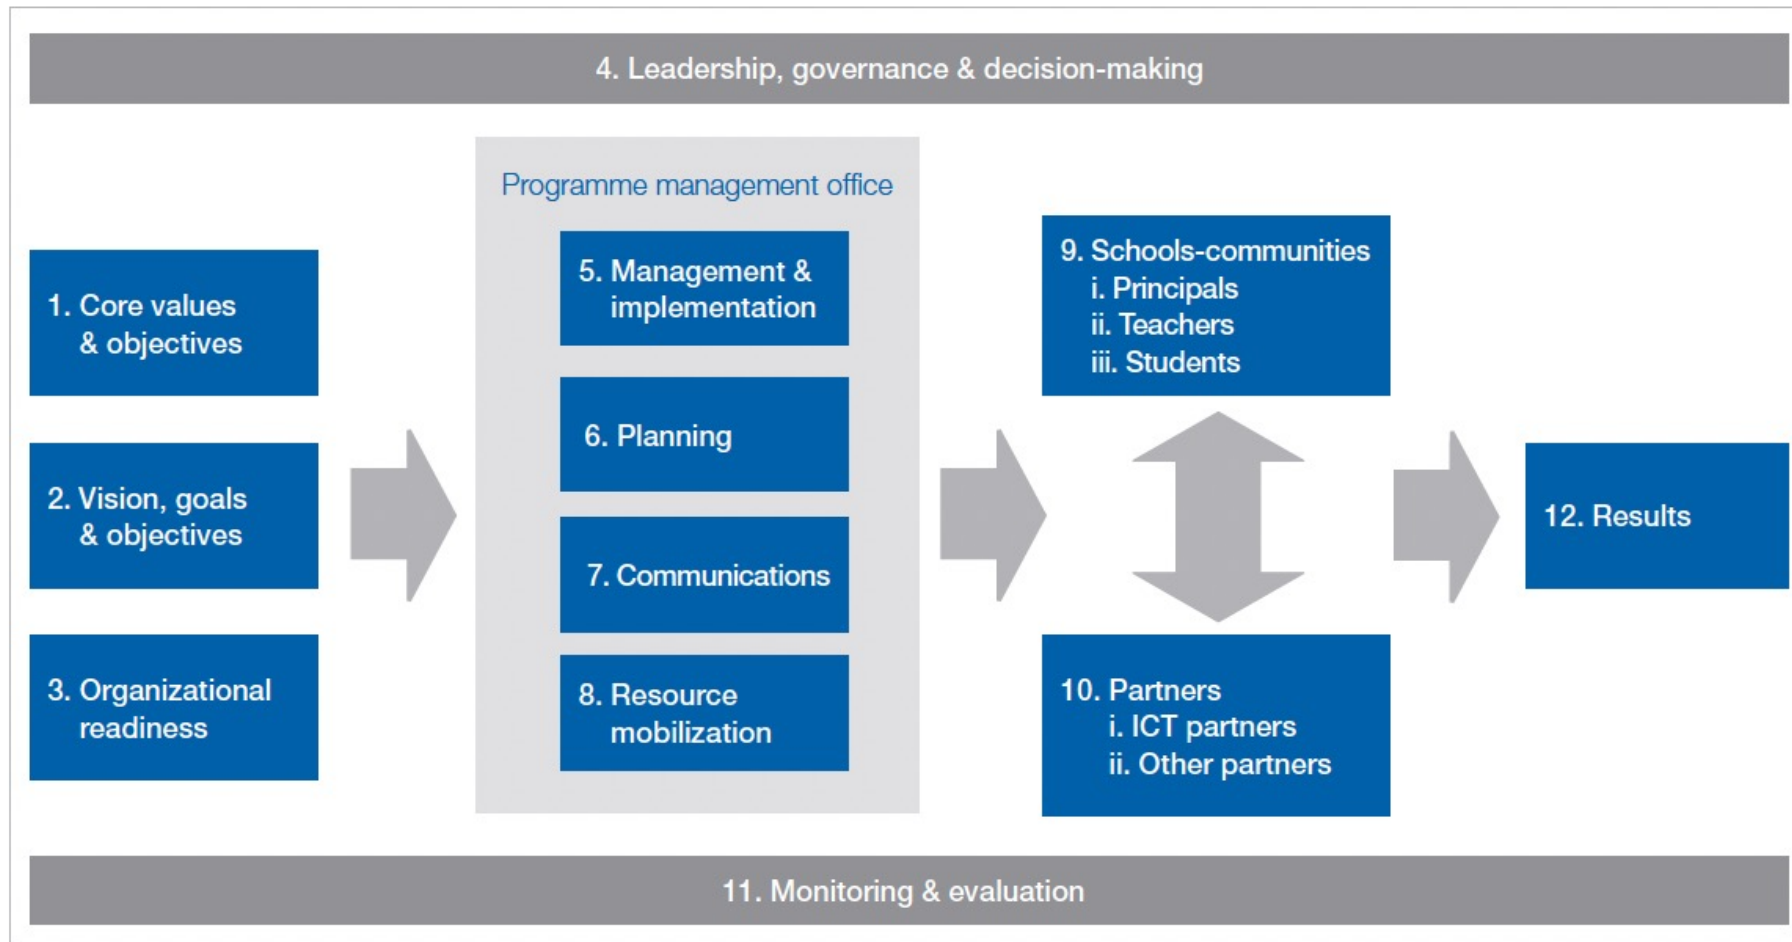 4. Leadership, governance & decision-making
1. Core values
& objectives
2. Vision, goals
& objectives
3. Organizational
readiness
Programme management office
5. Management &
implementation
6. Planning
7. Communications
8. Resource
mobilization
9. Schools-communities
i. Principals
ii. Teachers
iii. Students
10. Partners
i. ICT partners
ii. Other partners
12. Results
11. Monitoring & evaluation